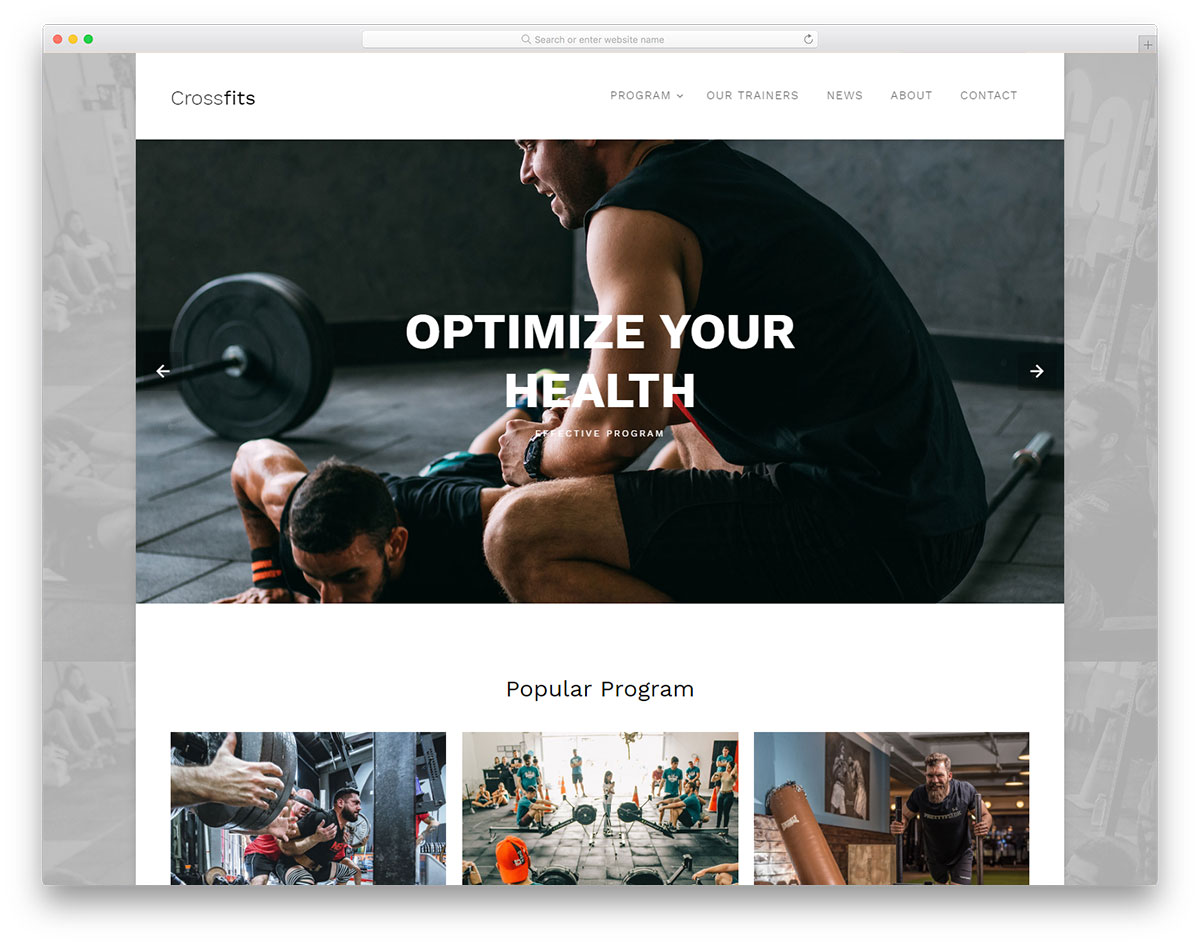 Search or enter website name
Crossfits
PROGRAM
OUR TRAINERS
NEWS
ABOUT
CONTACT
OPTIMIZE YOUR
HEALTH
EFFECTIVE PROGRAM
Popular Program